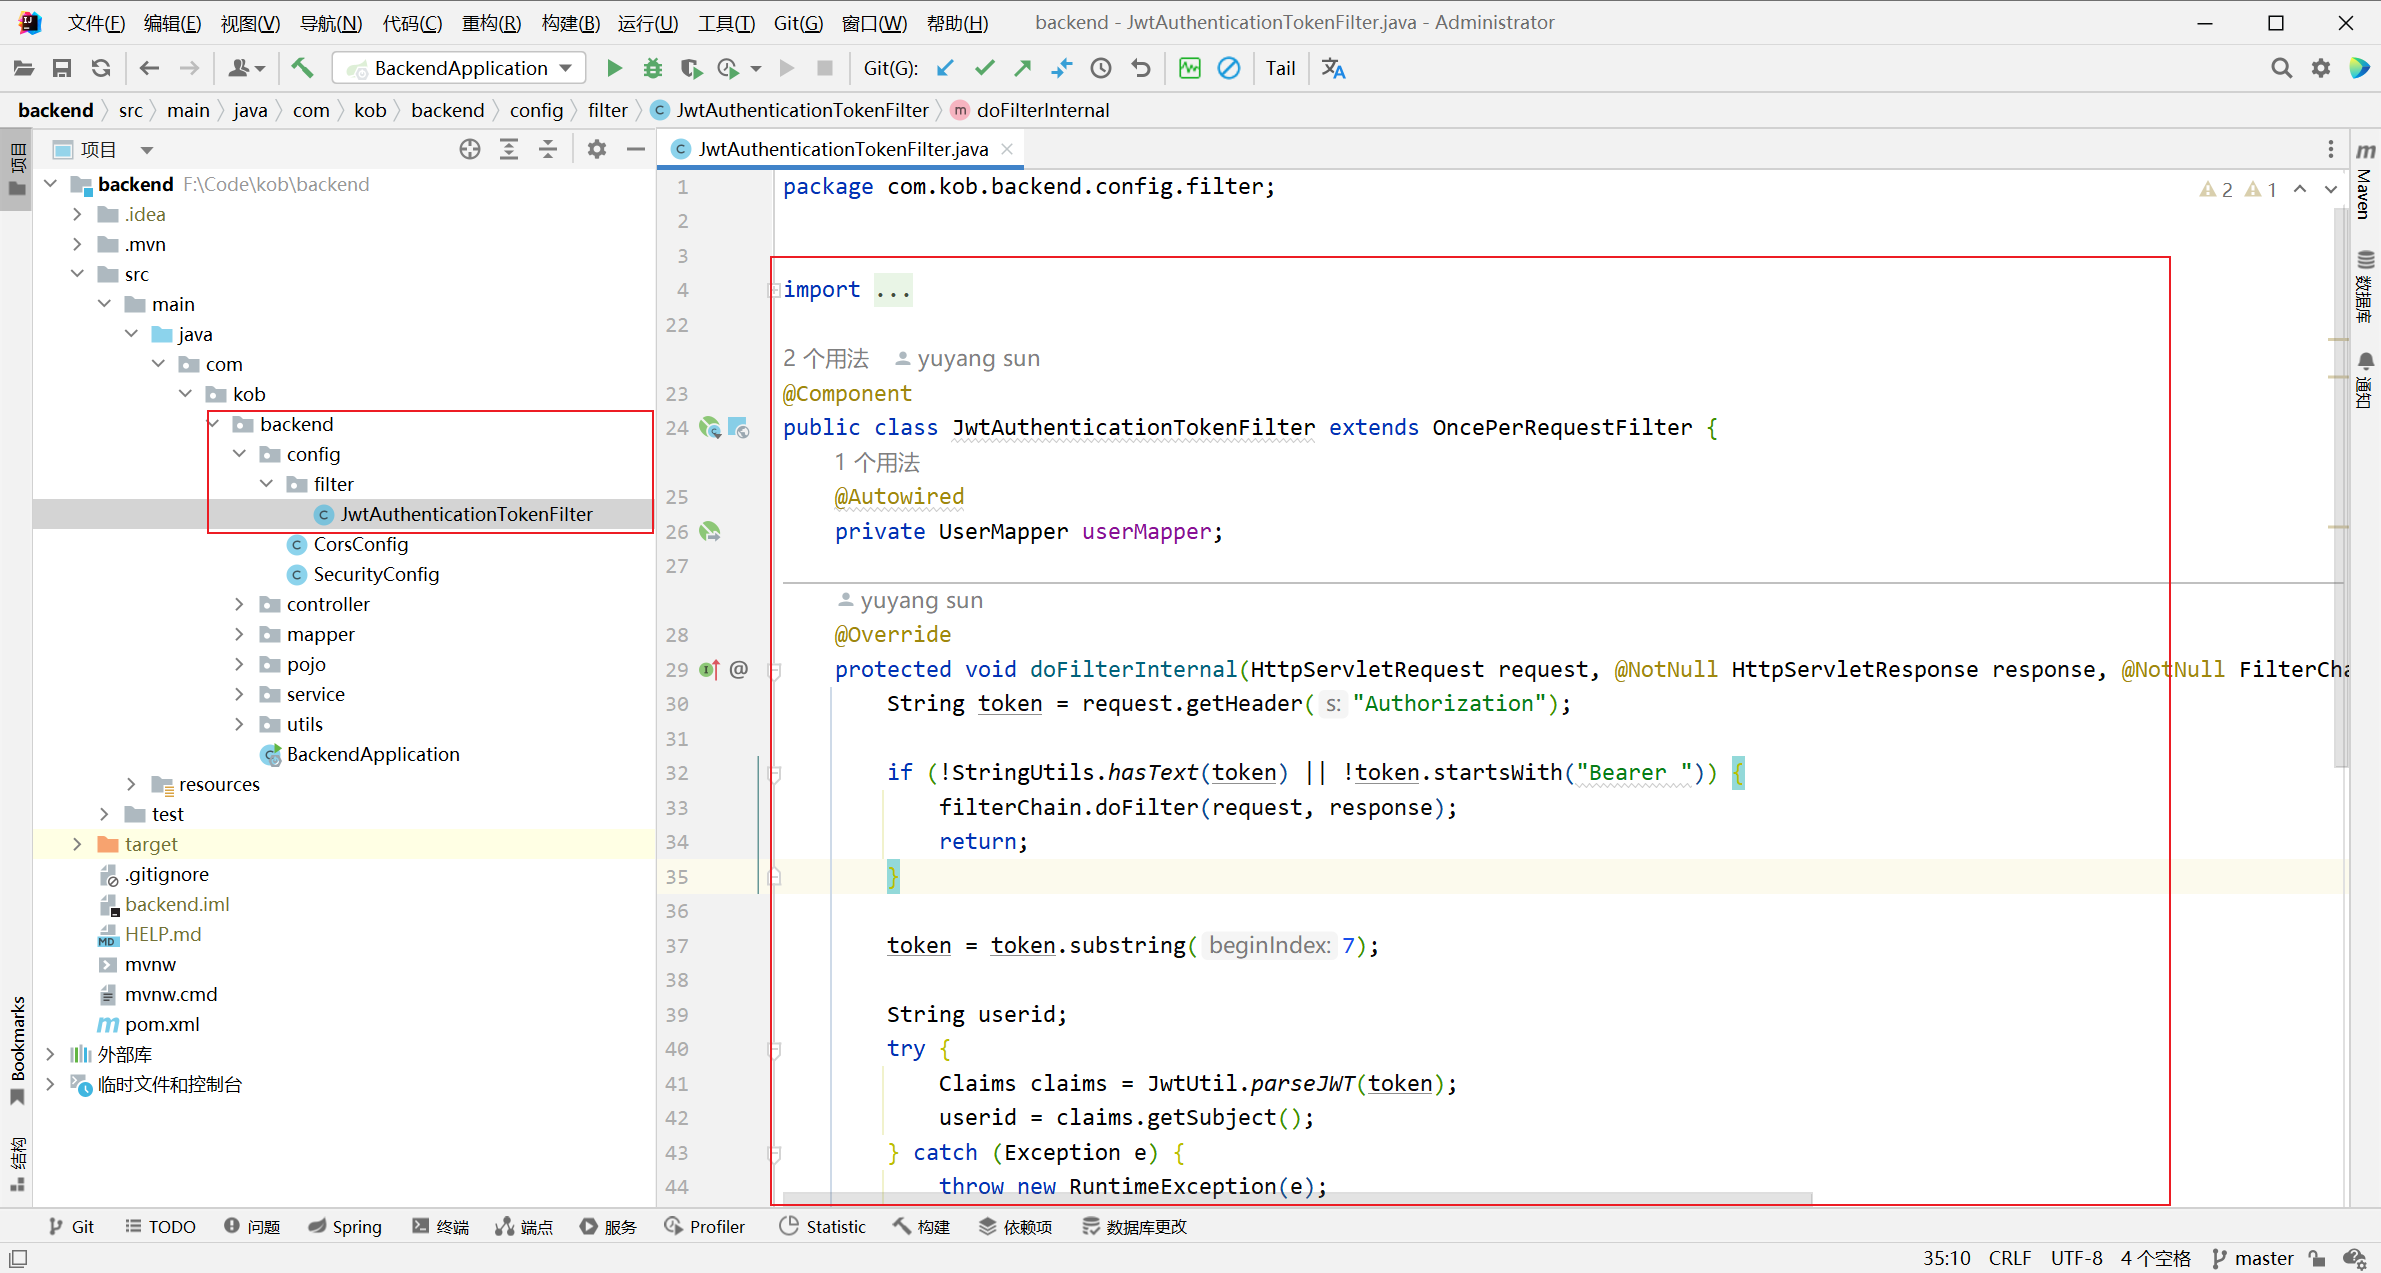 文件(F) 编辑(E) 视图(V) 导航(N) 代码(C) 重构(R) 构建(B) 运行(U) 工具(T) Git(G) 窗口(W) 帮助(H) backend - JwtAuthenticationTokenFilter.java - Administrator
BackendApplication Git(G): Tail
backend src main java com kob backend config filter JwtAuthenticationTokenFilter doFilterInternal
项目
项目
Bookmarks
结构
backend F:\Code\kob\backend
.idea
.mvn
src
main
java
com
kob
backend
config
filter
JwtAuthenticationTokenFilter
CorsConfig
SecurityConfig
controller
mapper
pojo
service
utils
BackendApplication
resources
test
target
.gitignore
backend.iml
HELP.md
mvnw
mvnw.cmd
pom.xml
外部库
临时文件和控制台
JwtAuthenticationTokenFilter.java
2 1
1 package com.kob.backend.config.filter;
2
3
4 import ...
22
2 个用法 yuyang sun
23 @Component
24 public class JwtAuthenticationTokenFilter extends OncePerRequestFilter {
1 个用法
25 @Autowired
26 private UserMapper userMapper;
27
yuyang sun
28 @Override
29 @ protected void doFilterInternal(HttpServletRequest request, @NotNull HttpServletResponse response, @NotNull FilterCha
30 String token = request.getHeader( s: "Authorization");
31
32 if (!StringUtils.hasText(token) || !token.startsWith("Bearer ")) {
33 filterChain.doFilter(request, response);
34 return;
35 }
36
37 token = token.substring( beginIndex: 7);
38
39 String userid;
40 try {
41 Claims claims = JwtUtil.parseJWT(token);
42 userid = claims.getSubject();
43 } catch (Exception e) {
44 throw new RuntimeException(e);
m Maven
数据库
通知
Git TODO 问题 Spring 终端 端点 服务 Profiler Statistic 构建 依赖项 数据库更改
35:10 CRLF UTF-8 4 个空格 master